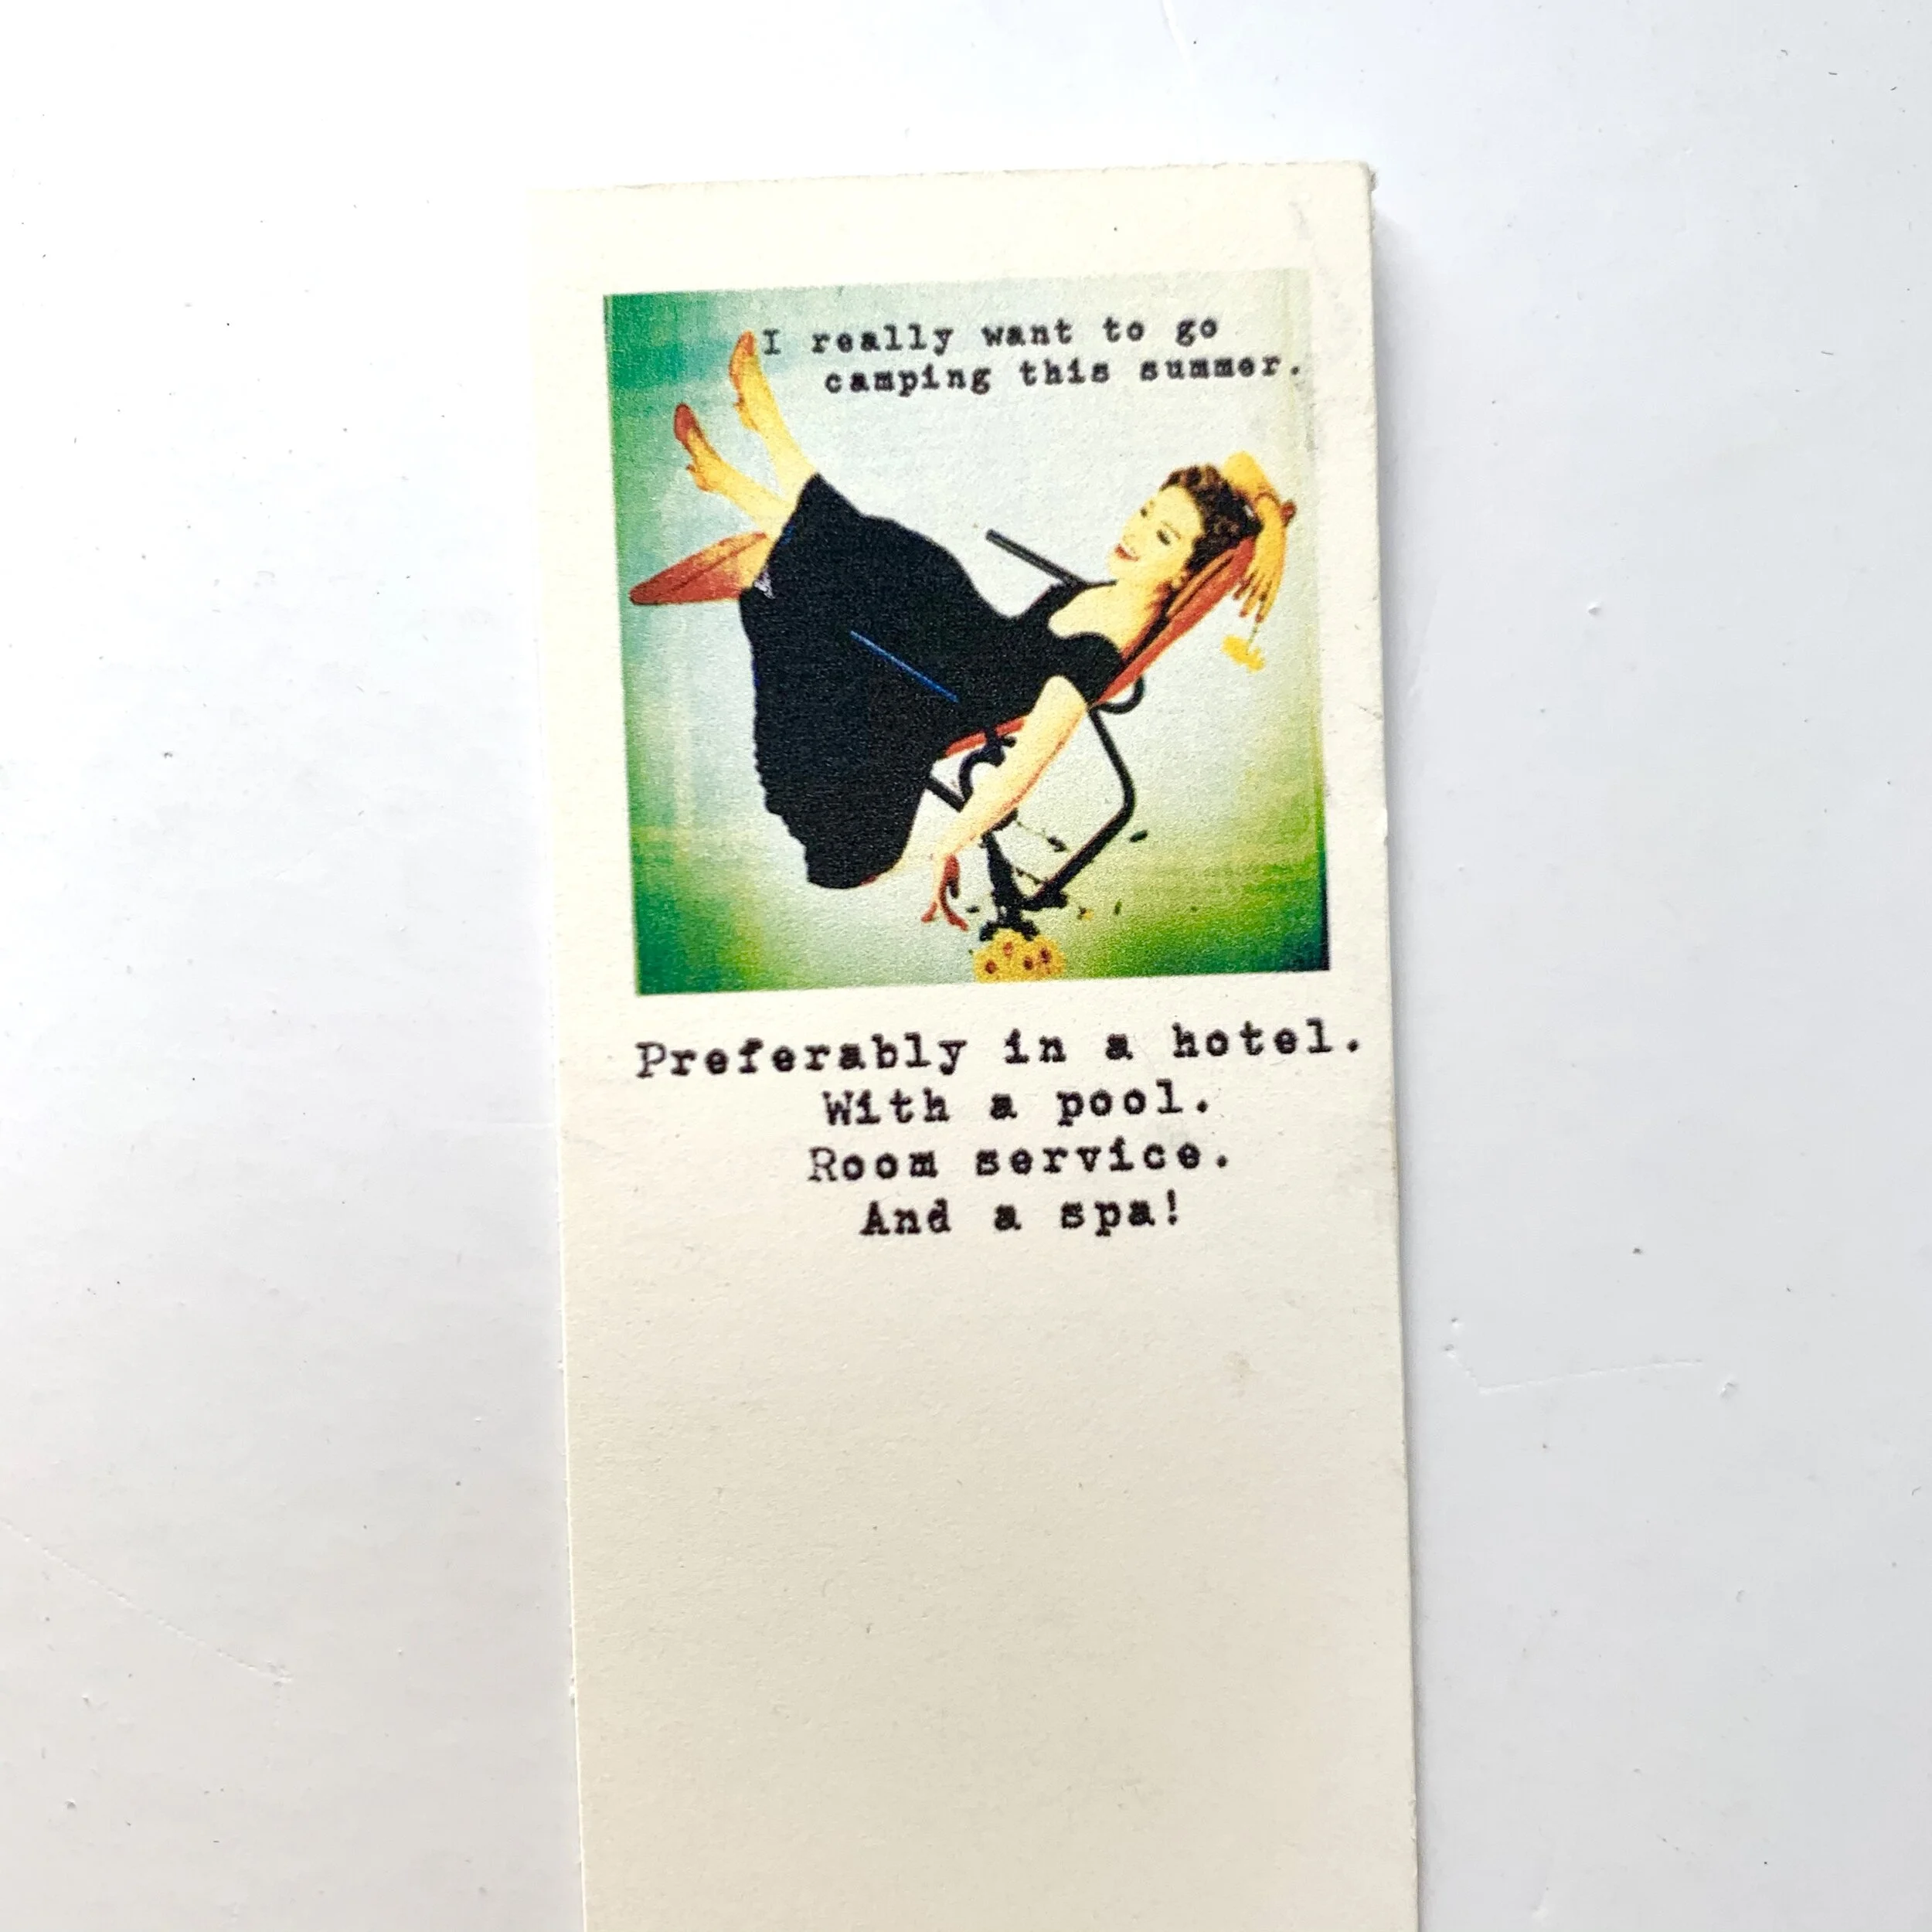 I really want to go
camping this summer.
Preferably in a hotel.
With a pool.
Room service.
And a spa!